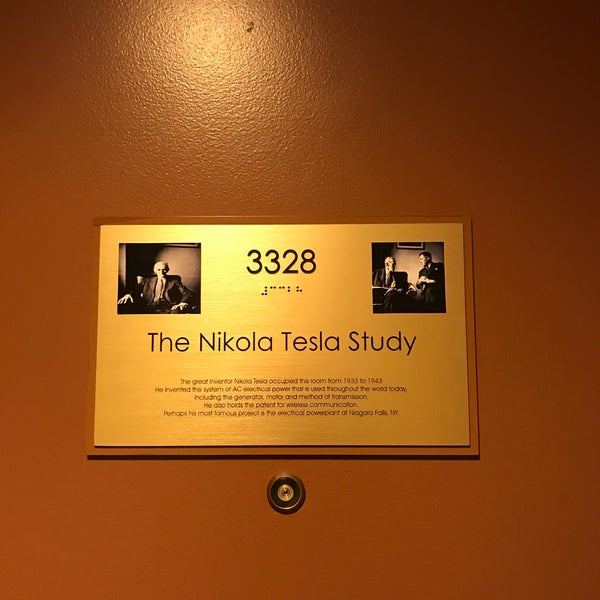 3328
⠼⠉⠉⠃⠓
The Nikola Tesla Study
The great inventor Nikola Tesla occupied this room from 1933 to 1943
He invented the system of AC electrical power that is used throughout the world today,
including the generator, motor and method of transmission.
He also holds the patent for wireless communication.
Perhaps his most famous project is the electrical powerplant at Niagara Falls, NY.